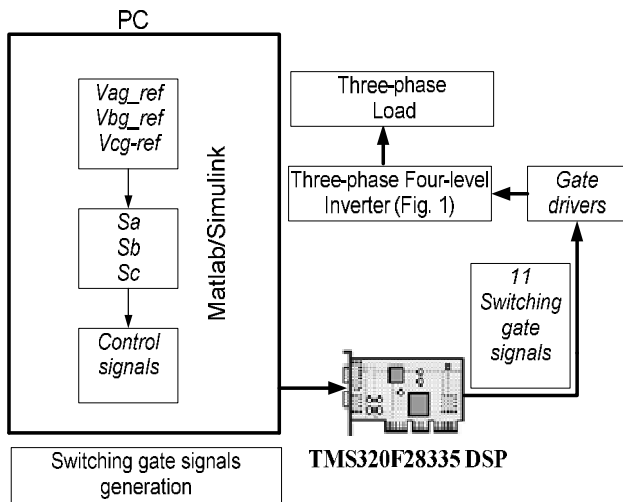 PC
Vag_ref
Vbg_ref
Vcg-ref
Sa
Sb
Sc
Control
signals
Matlab/Simulink
Switching gate signals
generation
Three-phase
Load
Three-phase Four-level
Inverter (Fig. 1)
Gate
drivers
11
Switching
gate
signals
TMS320F28335 DSP